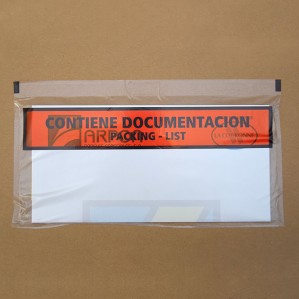 CONTIENE DOCUMENTACION
PACKING - LIST